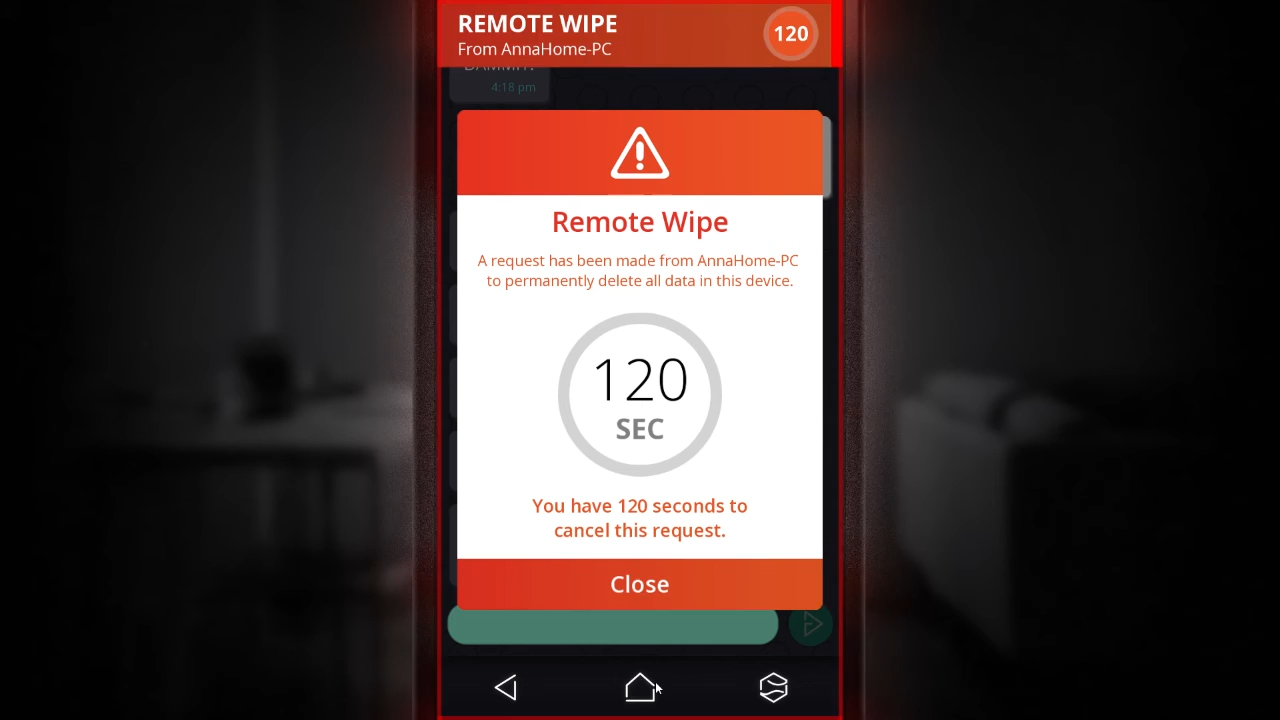 REMOTE WIPE
From AnnaHome-PC
120
4:18 pm
Remote Wipe
A request has been made from AnnaHome-PC
to permanently delete all data in this device.
120
SEC
You have 120 seconds to
cancel this request.
Close